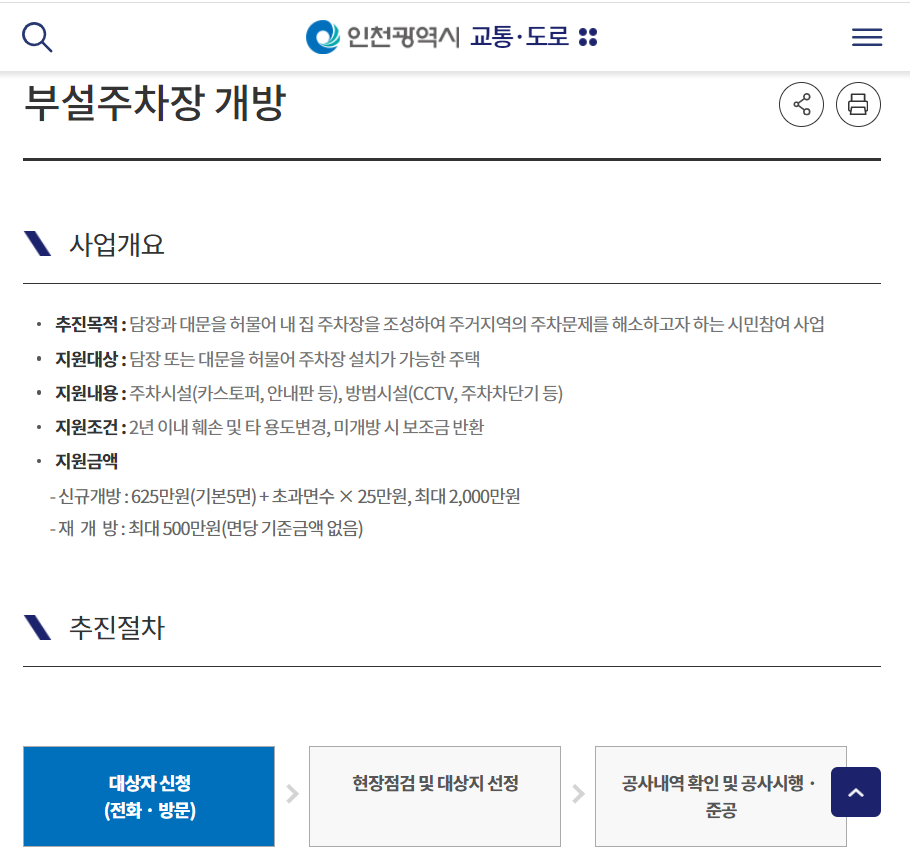 인천광역시 교통·도로
부설주차장 개방
사업개요
• 추진목적 : 담장과 대문을 허물어 내 집 주차장을 조성하여 주거지역의 주차문제를 해소하고자 하는 시민참여 사업
• 지원대상 : 담장 또는 대문을 허물어 주차장 설치가 가능한 주택
• 지원내용 : 주차시설(카스토퍼, 안내판 등), 방범시설(CCTV, 주차차단기 등)
• 지원조건 : 2년 이내 훼손 및 타 용도변경, 미개방 시 보조금 반환
• 지원금액
- 신규개방 : 625만원(기본5면) + 초과면수 × 25만원, 최대 2,000만원
- 재 개 방 : 최대 500만원(면당 기준금액 없음)
추진절차
대상자 신청
(전화 · 방문)
현장점검 및 대상지 선정
공사내역 확인 및 공사시행 ·
준공